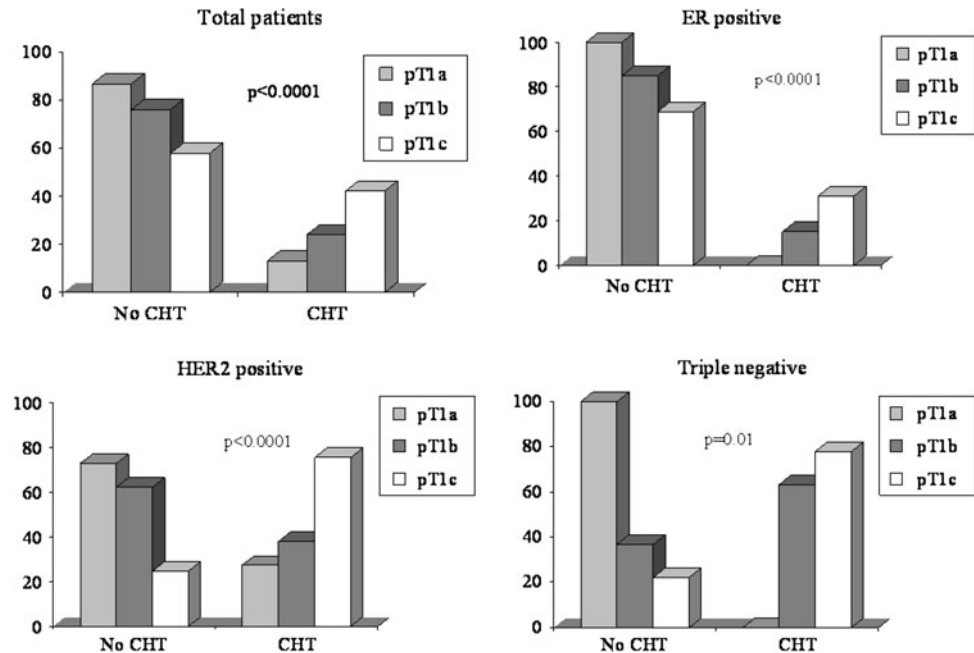 Total patients
100
80
60
40
20
0
p<0.0001
pT1a
pT1b
pT1c
No CHT
CHT
ER positive
100
80
60
40
20
0
p<0.0001
pT1a
pT1b
pT1c
No CHT
CHT
HER2 positive
100
80
60
40
20
0
p<0.0001
pT1a
pT1b
pT1c
No CHT
CHT
Triple negative
100
80
60
40
20
0
p=0.01
pT1a
pT1b
pT1c
No CHT
CHT